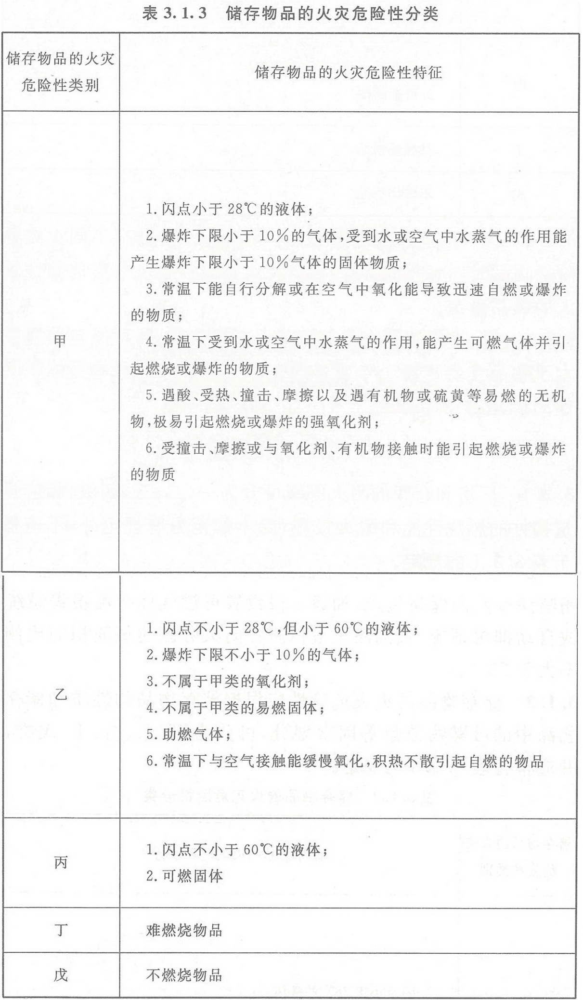 表 3.1.3 储存物品的火灾危险性分类
储存物品的火灾
危险性类别
储存物品的火灾危险性特征
甲
1.闪点小于 28℃的液体；
2.爆炸下限小于 10%的气体，受到水或空气中水蒸气的作用能
产生爆炸下限小于 10%气体的固体物质；
3.常温下能自行分解或在空气中氧化能导致迅速自燃或爆炸
的物质；
4.常温下受到水或空气中水蒸气的作用，能产生可燃气体并引
起燃烧或爆炸的物质；
5.遇酸、受热、撞击、摩擦以及遇有机物或硫黄等易燃的无机
物，极易引起燃烧或爆炸的强氧化剂；
6.受撞击、摩擦或与氧化剂、有机物接触时能引起燃烧或爆炸
的物质
乙
1.闪点不小于 28℃，但小于 60℃的液体；
2.爆炸下限不小于 10%的气体；
3.不属于甲类的氧化剂；
4.不属于甲类的易燃固体；
5.助燃气体；
6.常温下与空气接触能缓慢氧化，积热不散引起自燃的物品
丙
1.闪点不小于 60℃的液体；
2.可燃固体
丁
难燃烧物品
戊
不燃烧物品